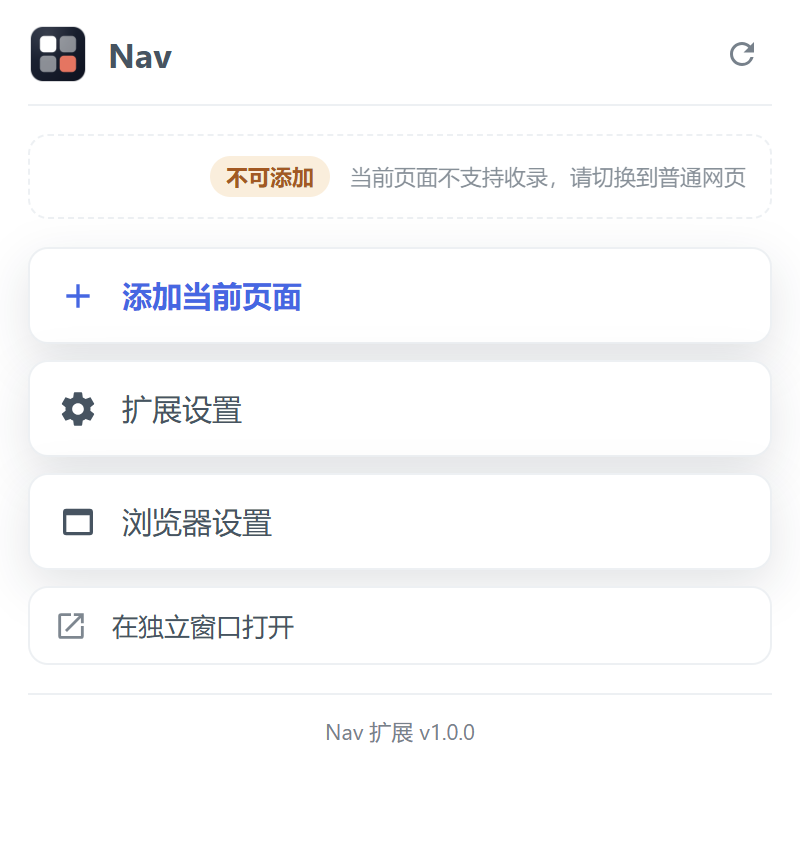 Nav
不可添加 当前页面不支持收录，请切换到普通网页
添加当前页面
扩展设置
浏览器设置
在独立窗口打开
Nav 扩展 v1.0.0